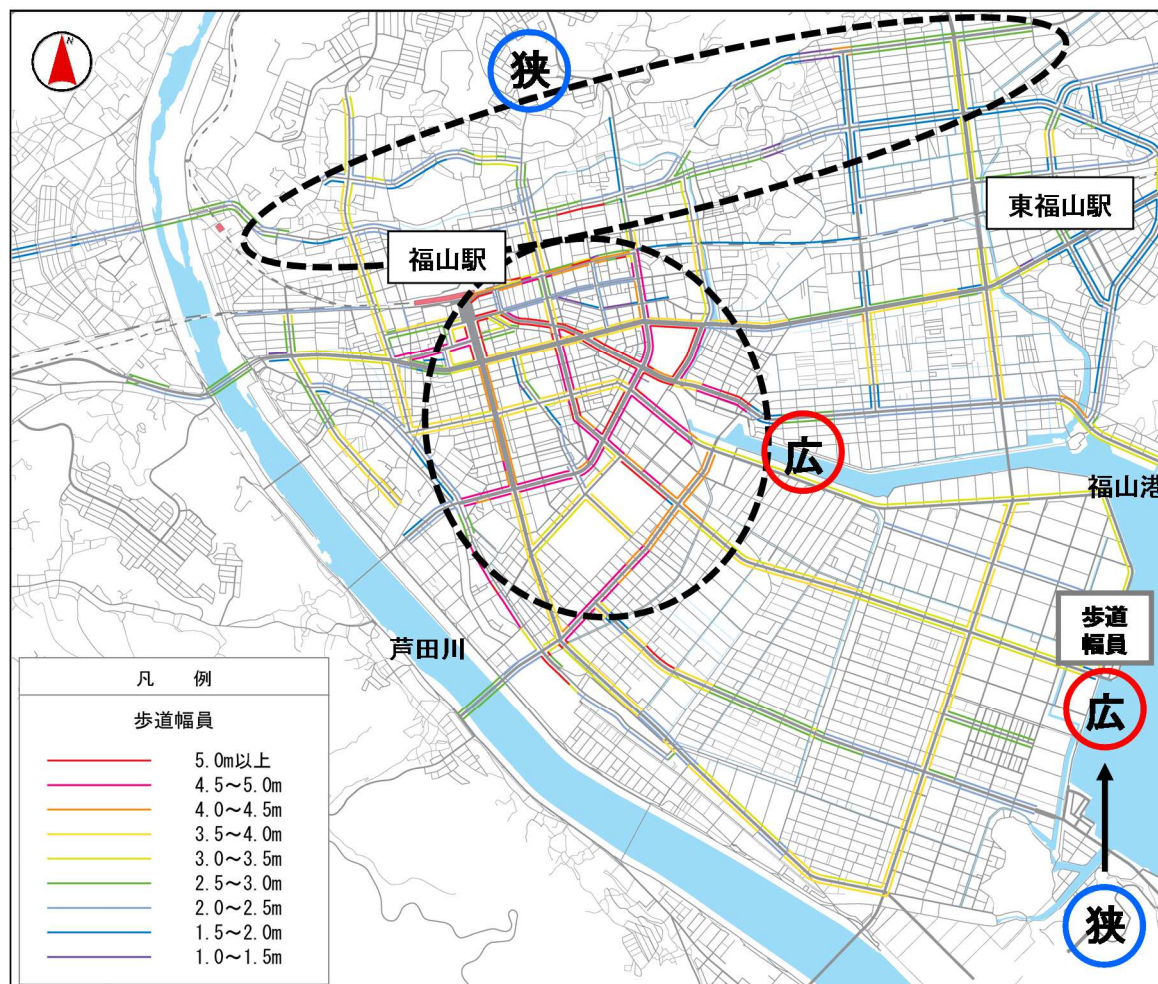 N
狭
東福山駅
福山駅
広
福山港
歩道
幅員
広
狭
芦田川
凡 例
歩道幅員
5.0m以上
4.5～5.0m
4.0～4.5m
3.5～4.0m
3.0～3.5m
2.5～3.0m
2.0～2.5m
1.5～2.0m
1.0～1.5m